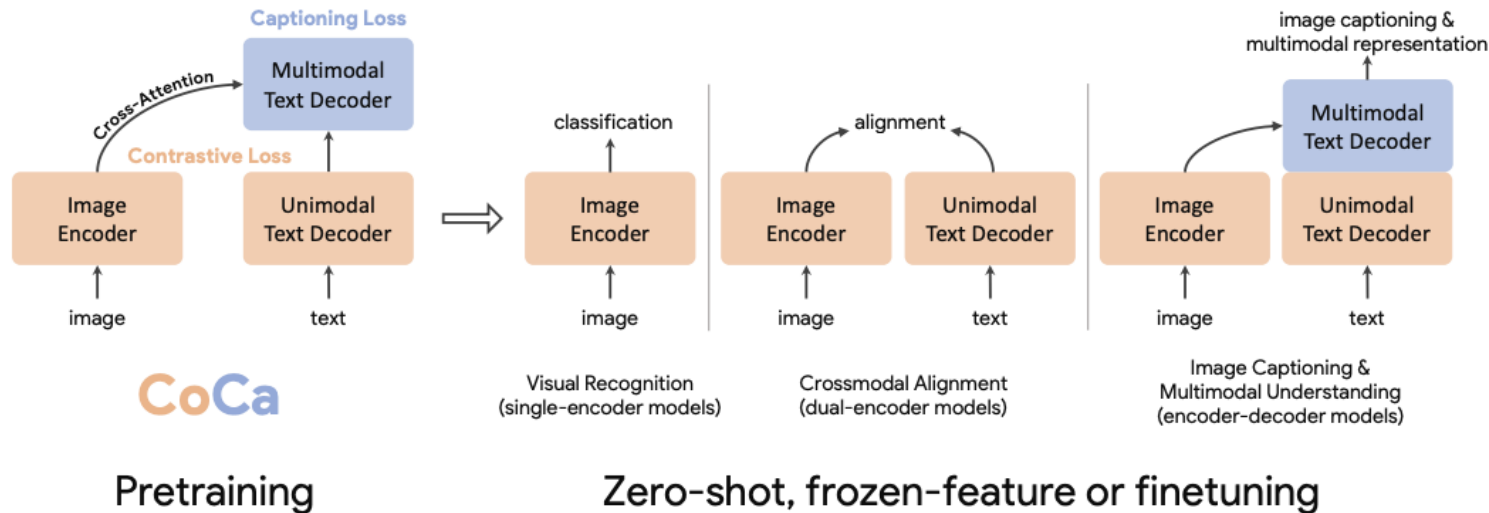 Captioning Loss
Multimodal
Text Decoder
Cross-Attention
Contrastive Loss
Image
Encoder
Unimodal
Text Decoder
image
text
CoCa
Pretraining
classification
Image
Encoder
image
Visual Recognition
(single-encoder models)
alignment
Image
Encoder
Unimodal
Text Decoder
image
text
Crossmodal Alignment
(dual-encoder models)
image captioning &
multimodal representation
Multimodal
Text Decoder
Image
Encoder
Unimodal
Text Decoder
image
text
Image Captioning &
Multimodal Understanding
(encoder-decoder models)
Zero-shot, frozen-feature or finetuning